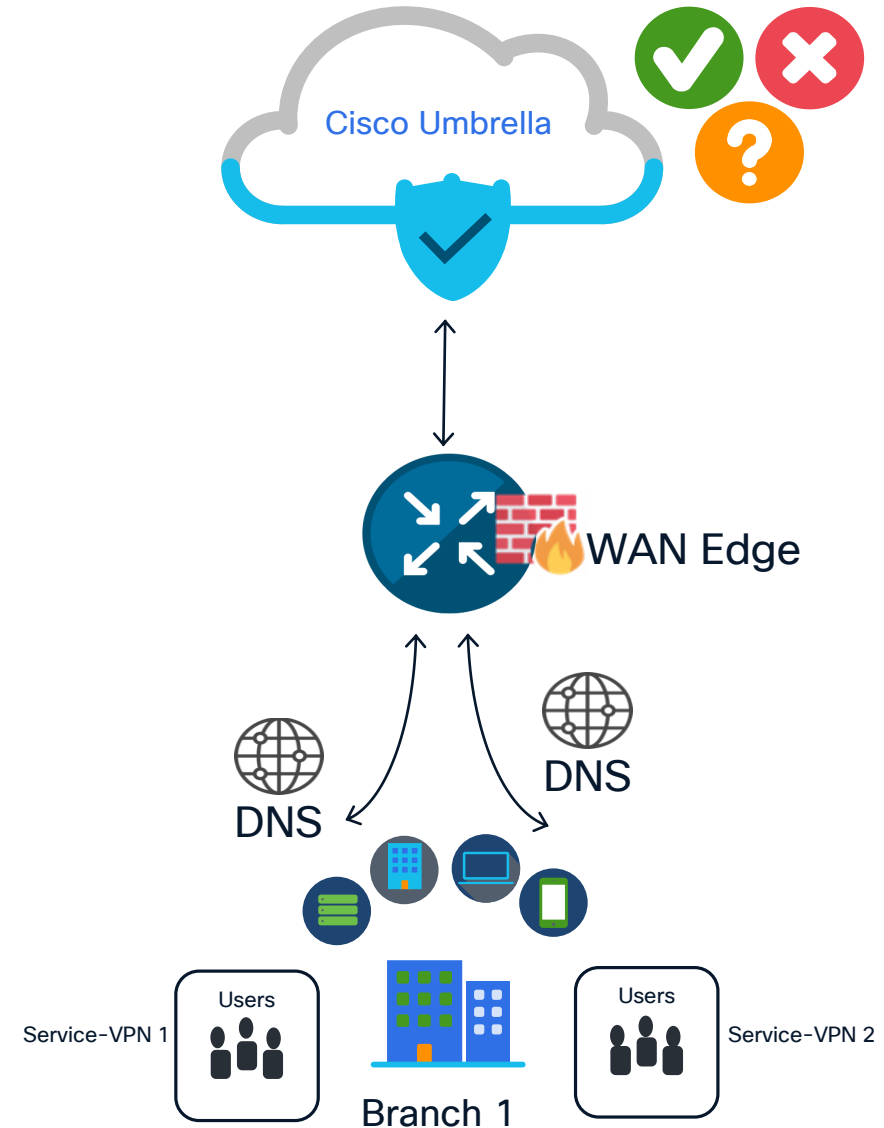 Cisco Umbrella
WAN Edge
DNS
DNS
Users
Users
Service-VPN 1
Service-VPN 2
Branch 1